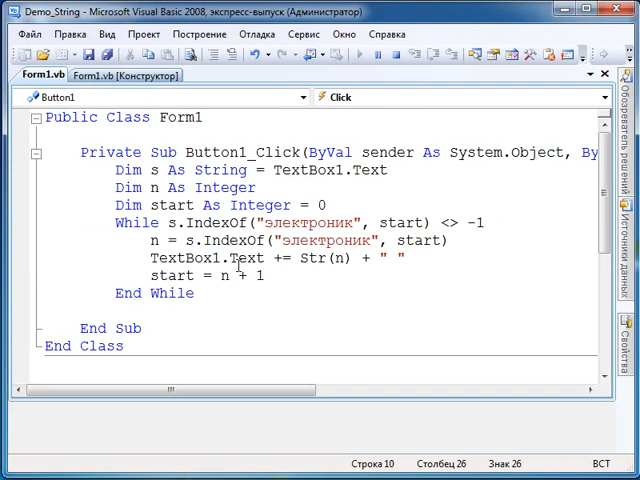 Demo_String - Microsoft Visual Basic 2008, экспресс-выпуск (Администратор)
Файл Правка Вид Проект Построение Отладка Сервис Окно Справка
Form1.vb Form1.vb [Конструктор]
Button1 Click
Public Class Form1
Private Sub Button1_Click(ByVal sender As System.Object, By
Dim s As String = TextBox1.Text
Dim n As Integer
Dim start As Integer = 0
While s.IndexOf("электроник", start) <> -1
n = s.IndexOf("электроник", start)
TextBox1.Text += Str(n) + " "
start = n + 1
End While
End Sub
End Class
Обозреватель решений
Источники данных
Свойства
Строка 10 Столбец 26 Знак 26 ВСТ